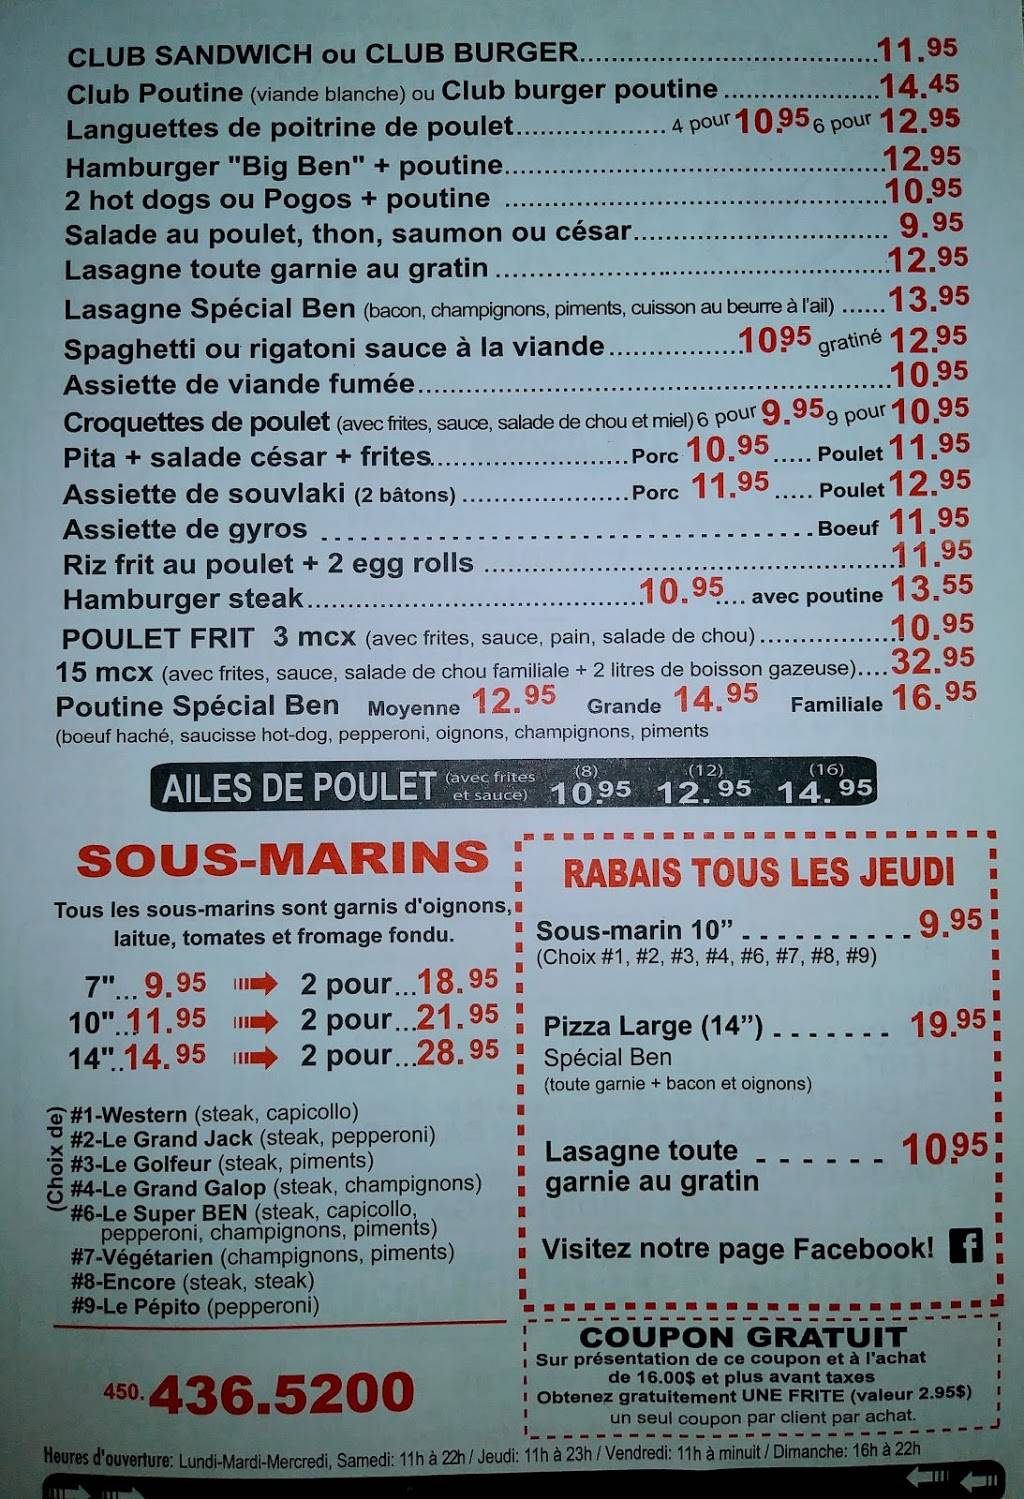 CLUB SANDWICH ou CLUB BURGER......................................11.95
Club Poutine (viande blanche) ou Club burger poutine ......................14.45
Languettes de poitrine de poulet..................... 4 pour 10.95 6 pour 12.95
Hamburger "Big Ben" + poutine.................................................12.95
2 hot dogs ou Pogos + poutine .................................................10.95
Salade au poulet, thon, saumon ou césar................................. 9.95
Lasagne toute garnie au gratin ...................................................12.95
Lasagne Spécial Ben (bacon, champignons, piments, cuisson au beurre à l'ail) ......13.95
Spaghetti ou rigatoni sauce à la viande.................10.95 gratiné 12.95
Assiette de viande fumée.............................................................10.95
Croquettes de poulet (avec frites, sauce, salade de chou et miel) 6 pour 9.95 9 pour 10.95
Pita + salade césar + frites.........................Porc 10.95..... Poulet 11.95
Assiette de souvlaki (2 bâtons) .....................Porc 11.95..... Poulet 12.95
Assiette de gyros ..........................................Boeuf 11.95
Riz frit au poulet + 2 egg rolls .....................................................11.95
Hamburger steak...........................................10.95.... avec poutine 13.55
POULET FRIT 3 mcx (avec frites, sauce, pain, salade de chou)..................10.95
15 mcx (avec frites, sauce, salade de chou familiale + 2 litres de boisson gazeuse)....32.95
Poutine Spécial Ben Moyenne 12.95 Grande 14.95 Familiale 16.95
(boeuf haché, saucisse hot-dog, pepperoni, oignons, champignons, piments
AILES DE POULET (avec frites et sauce) (8) 10.95 (12) 12.95 (16) 14.95
SOUS-MARINS
Tous les sous-marins sont garnis d'oignons,
laitue, tomates et fromage fondu.
7"... 9.95 2 pour...18.95
10"..11.95 2 pour...21.95
14"..14.95 2 pour...28.95
(Choix de)
#1-Western (steak, capicollo)
#2-Le Grand Jack (steak, pepperoni)
#3-Le Golfeur (steak, piments)
#4-Le Grand Galop (steak, champignons)
#6-Le Super BEN (steak, capicollo,
pepperoni, champignons, piments)
#7-Végétarien (champignons, piments)
#8-Encore (steak, steak)
#9-Le Pépito (pepperoni)
450.436.5200
RABAIS TOUS LES JEUDI
Sous-marin 10” - - - - - - - - - - 9.95
(Choix #1, #2, #3, #4, #6, #7, #8, #9)
Pizza Large (14”) - - - - - - - 19.95
Spécial Ben
(toute garnie + bacon et oignons)
Lasagne toute - - - - - - 10.95
garnie au gratin
Visitez notre page Facebook! f
COUPON GRATUIT
Sur présentation de ce coupon et à l'achat
de 16.00$ et plus avant taxes
Obtenez gratuitement UNE FRITE (valeur 2.95$)
un seul coupon par client par achat.
Heures d'ouverture: Lundi-Mardi-Mercredi, Samedi: 11h à 22h / Jeudi: 11h à 23h / Vendredi: 11h à minuit / Dimanche: 16h à 22h